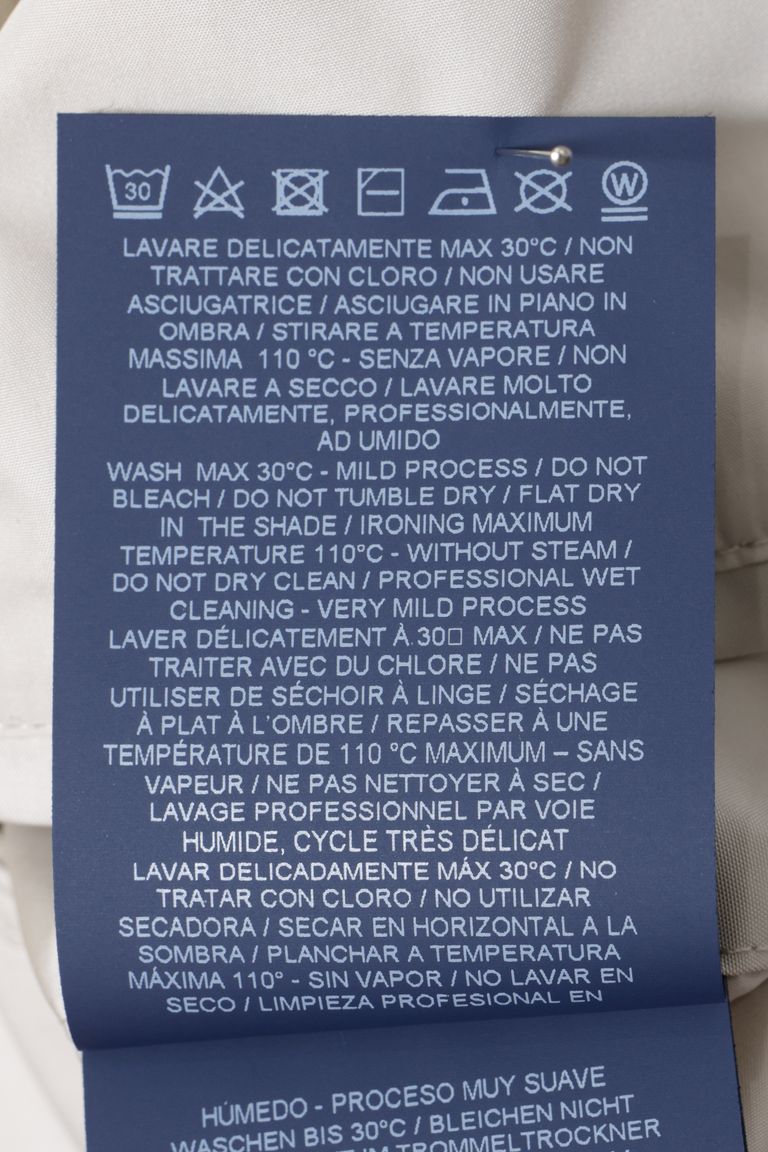 30 W
LAVARE DELICATAMENTE MAX 30°C / NON
TRATTARE CON CLORO / NON USARE
ASCIUGATRICE / ASCIUGARE IN PIANO IN
OMBRA / STIRARE A TEMPERATURA
MASSIMA 110 °C - SENZA VAPORE / NON
LAVARE A SECCO / LAVARE MOLTO
DELICATAMENTE, PROFESSIONALMENTE,
AD UMIDO
WASH MAX 30°C - MILD PROCESS / DO NOT
BLEACH / DO NOT TUMBLE DRY / FLAT DRY
IN THE SHADE / IRONING MAXIMUM
TEMPERATURE 110°C - WITHOUT STEAM /
DO NOT DRY CLEAN / PROFESSIONAL WET
CLEANING - VERY MILD PROCESS
LAVER DÉLICATEMENT À 30□ MAX / NE PAS
TRAITER AVEC DU CHLORE / NE PAS
UTILISER DE SÉCHOIR À LINGE / SÉCHAGE
À PLAT À L'OMBRE / REPASSER À UNE
TEMPÉRATURE DE 110 °C MAXIMUM – SANS
VAPEUR / NE PAS NETTOYER À SEC /
LAVAGE PROFESSIONNEL PAR VOIE
HUMIDE, CYCLE TRÈS DÉLICAT
LAVAR DELICADAMENTE MÁX 30°C / NO
TRATAR CON CLORO / NO UTILIZAR
SECADORA / SECAR EN HORIZONTAL A LA
SOMBRA / PLANCHAR A TEMPERATURA
MÁXIMA 110° - SIN VAPOR / NO LAVAR EN
SECO / LIMPIEZA PROFESIONAL EN
HÚMEDO - PROCESO MUY SUAVE
WASCHEN BIS 30°C / BLEICHEN NICHT
IM TROMMELTROCKNER